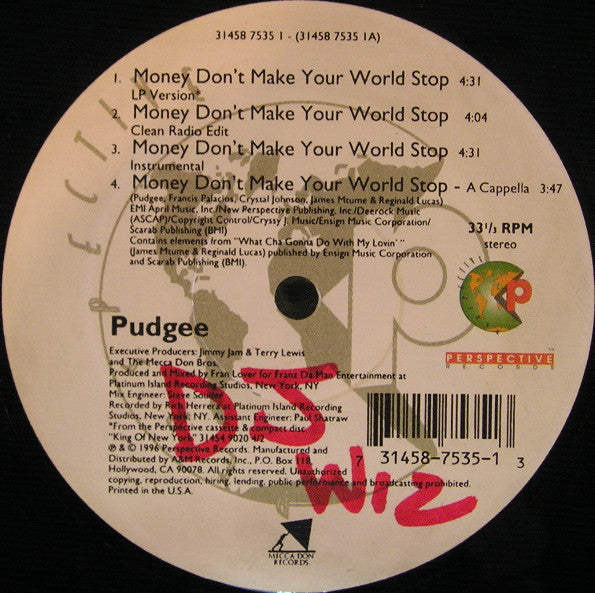 31458 7535 1 - (31458 7535 1A)
1. Money Don't Make Your World Stop 4:31
LP Version*
2. Money Don't Make Your World Stop 4:04
Clean Radio Edit
3. Money Don't Make Your World Stop 4:31
Instrumental
4. Money Don't Make Your World Stop - A Cappella 3:47
(Pudgee, Francis Palacios, Crystal Johnson, James Mtume & Reginald Lucas)
EMI April Music, Inc./New Perspective Publishing, Inc/Deerock Music
(ASCAP)/Copyright Control/Cryssy J. Music/Ensign Music Corporation/
Scarab Publishing (BMI)
Contains elements from "What Cha Gonna Do With My Lovin' "
(James Mtume & Reginald Lucas) published by Ensign Music Corporation
and Scarab Publishing (BMI).
33 1/3 RPM
stereo
P E C T I V E
p
p
P
PERSPECTIVE™
RECORDS
Pudgee
Executive Producers: Jimmy Jam & Terry Lewis
and The Mecca Don Bros.
Produced and Mixed by Fran Lover for Franz Da Man Entertainment at
Platinum Island Recording Studios, New York, NY
Mix Engineer: Steve Souder
Recorded by Rob Herrera at Platinum Island Recording
Studios, New York, NY. Assistant Engineer: Paul Shatraw
*From the Perspective cassette & compact disc
"King Of New York" 31454 9020 4/2
℗ & © 1996 Perspective Records. Manufactured and
Distributed by A&M Records, Inc., P.O. Box 118,
Hollywood, CA 90078. All rights reserved. Unauthorized
copying, reproduction, hiring, lending, public performance and broadcasting prohibited.
Printed in the U.S.A.
DJ
WIZ
7 31458-7535-1 3
MECCA DON
RECORDS